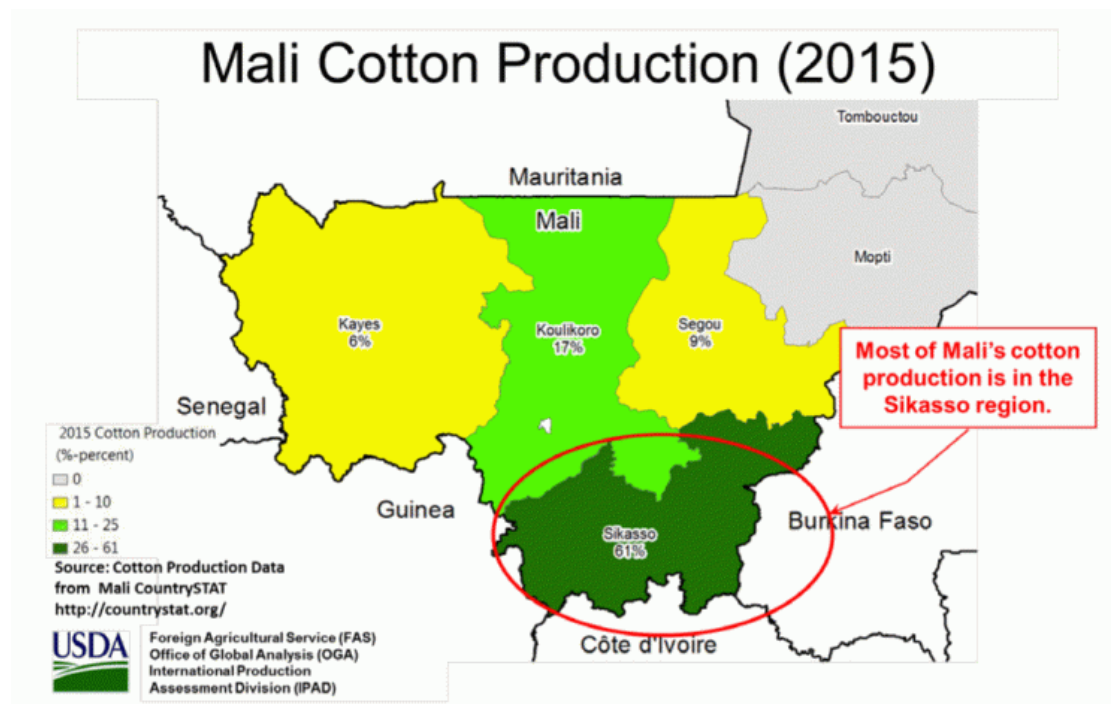 Mali Cotton Production (2015)
Tombouctou
Mauritania
Mali
Mopti
Kayes
6%
Koulikoro
17%
Segou
9%
Most of Mali’s cotton
production is in the
Sikasso region.
Senegal
2015 Cotton Production
(%-percent)
0
1 - 10
11 - 25
26 - 61
Guinea
Burkina Faso
Sikasso
61%
Côte d'Ivoire
Source: Cotton Production Data
from Mali CountrySTAT
http://countrystat.org/
USDA
Foreign Agricultural Service (FAS)
Office of Global Analysis (OGA)
International Production
Assessment Division (IPAD)